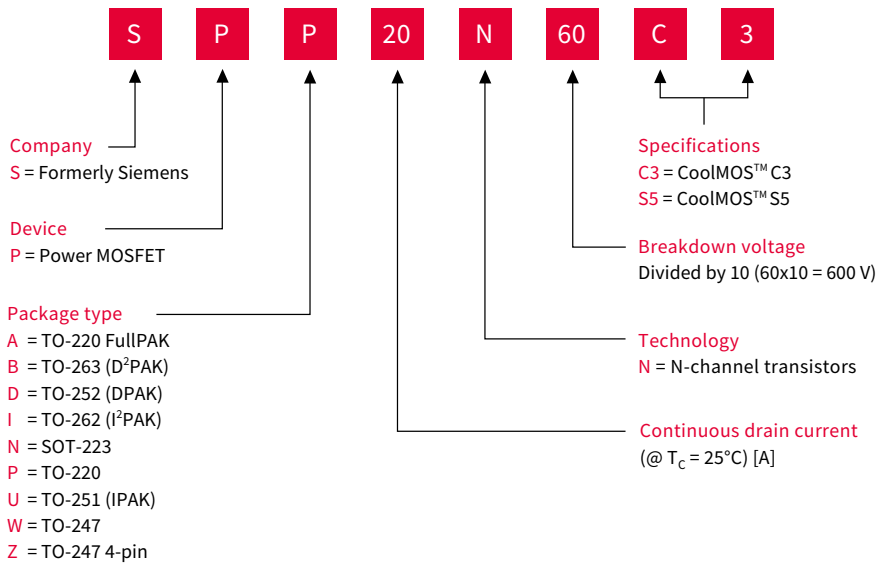 S P P 20 N 60 C 3
Company
S = Formerly Siemens
Device
P = Power MOSFET
Package type
A = TO-220 FullPAK
B = TO-263 (D²PAK)
D = TO-252 (DPAK)
I = TO-262 (I²PAK)
N = SOT-223
P = TO-220
U = TO-251 (IPAK)
W = TO-247
Z = TO-247 4-pin
Specifications
C3 = CoolMOS™ C3
S5 = CoolMOS™ S5
Breakdown voltage
Divided by 10 (60x10 = 600 V)
Technology
N = N-channel transistors
Continuous drain current
(@ T_C = 25°C) [A]